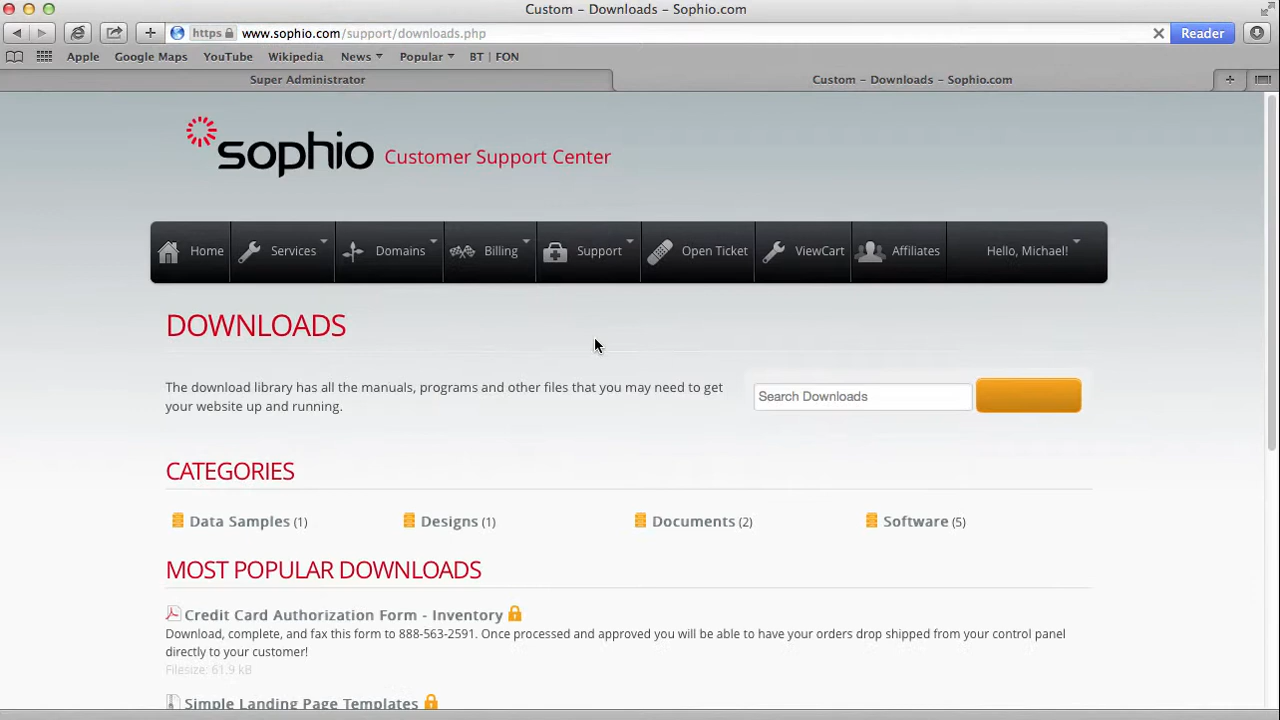 Custom – Downloads – Sophio.com
https www.sophio.com/support/downloads.php Reader
Apple Google Maps YouTube Wikipedia News Popular BT | FON
Super Administrator Custom – Downloads – Sophio.com
sophio Customer Support Center
Home Services Domains Billing Support Open Ticket ViewCart Affiliates Hello, Michael!
DOWNLOADS
The download library has all the manuals, programs and other files that you may need to get
your website up and running.
Search Downloads
CATEGORIES
Data Samples (1) Designs (1) Documents (2) Software (5)
MOST POPULAR DOWNLOADS
Credit Card Authorization Form - Inventory
Download, complete, and fax this form to 888-563-2591. Once processed and approved you will be able to have your orders drop shipped from your control panel
directly to your customer!
Filesize: 61.9 kB
Simple Landing Page Templates